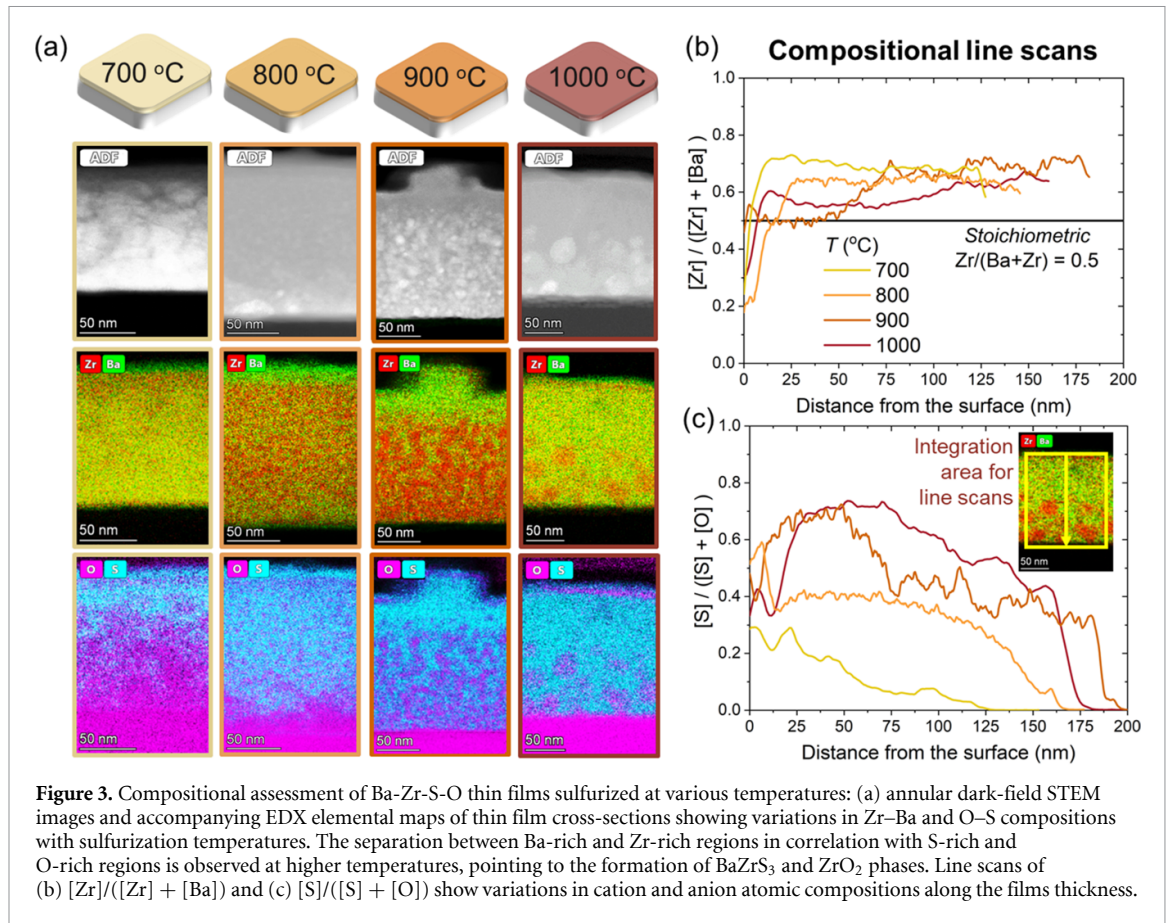 (a)
700 °C
800 °C
900 °C
1000 °C
ADF
ADF
ADF
ADF
50 nm
50 nm
50 nm
50 nm
Zr Ba
Zr Ba
Zr Ba
Zr Ba
50 nm
50 nm
50 nm
50 nm
O S
O S
O S
O S
50 nm
50 nm
50 nm
50 nm
(b)
Compositional line scans
[Zr] / ([Zr] + [Ba])
1.0
0.8
0.6
0.4
0.2
0.0
Stoichiometric
Zr/(Ba+Zr) = 0.5
T (°C)
700
800
900
1000
0 25 50 75 100 125 150 175 200
Distance from the surface (nm)
(c)
[S] / ([S] + [O])
1.0
0.8
0.6
0.4
0.2
0.0
Integration
area for
line scans
Zr Ba
50 nm
0 25 50 75 100 125 150 175 200
Distance from the surface (nm)
Figure 3. Compositional assessment of Ba-Zr-S-O thin films sulfurized at various temperatures: (a) annular dark-field STEM
images and accompanying EDX elemental maps of thin film cross-sections showing variations in Zr–Ba and O–S compositions
with sulfurization temperatures. The separation between Ba-rich and Zr-rich regions in correlation with S-rich and
O-rich regions is observed at higher temperatures, pointing to the formation of BaZrS₃ and ZrO₂ phases. Line scans of
(b) [Zr]/([Zr] + [Ba]) and (c) [S]/([S] + [O]) show variations in cation and anion atomic compositions along the films thickness.